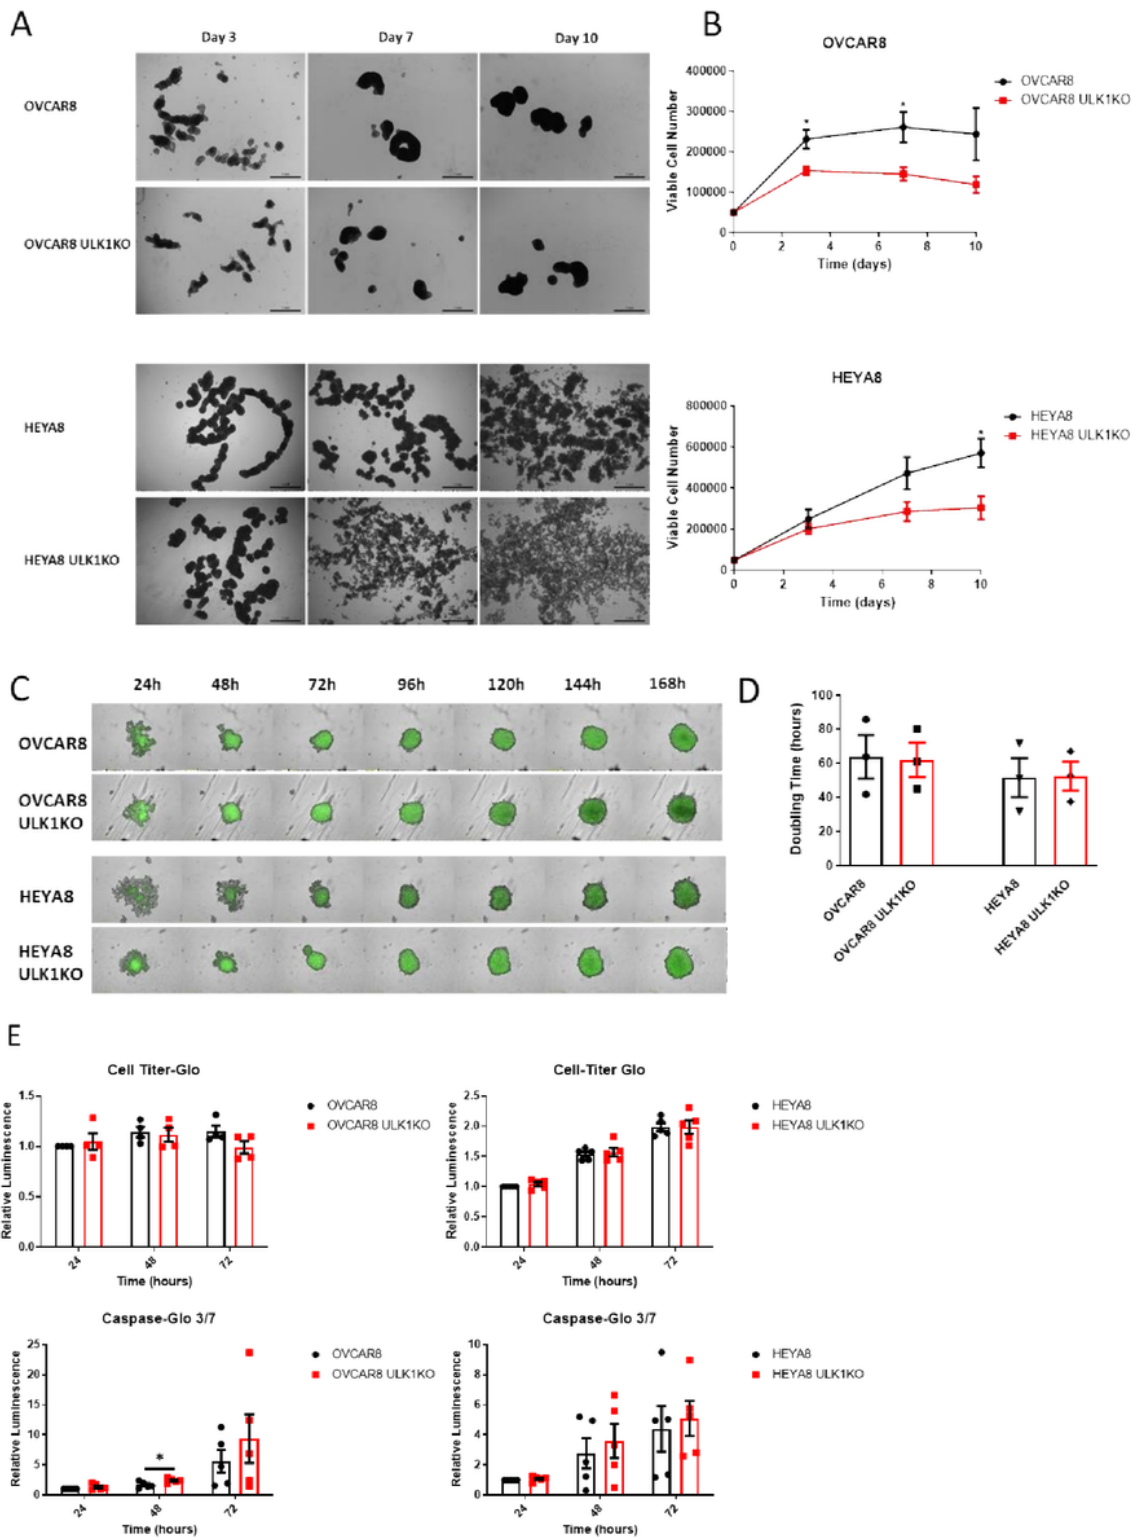 A
Day 3
Day 7
Day 10
OVCAR8
OVCAR8 ULK1KO
HEYA8
HEYA8 ULK1KO
B
OVCAR8
400000
300000
200000
100000
0
Viable Cell Number
0
2
4
6
8
10
Time (days)
OVCAR8
OVCAR8 ULK1KO
*
*
HEYA8
800000
600000
400000
200000
0
Viable Cell Number
0
2
4
6
8
10
Time (days)
HEYA8
HEYA8 ULK1KO
*
C
24h
48h
72h
96h
120h
144h
168h
OVCAR8
OVCAR8
ULK1KO
HEYA8
HEYA8
ULK1KO
D
100
80
60
40
20
0
Doubling Time (hours)
OVCAR8
OVCAR8 ULK1KO
HEYA8
HEYA8 ULK1KO
E
Cell Titer-Glo
1.5
1.0
0.5
0.0
Relative Luminescence
24
48
72
Time (hours)
OVCAR8
OVCAR8 ULK1KO
Cell-Titer Glo
2.5
2.0
1.5
1.0
0.5
0.0
Relative Luminescence
24
48
72
Time (hours)
HEYA8
HEYA8 ULK1KO
Caspase-Glo 3/7
25
20
15
10
5
0
Relative Luminescence
*
24
48
72
Time (hours)
OVCAR8
OVCAR8 ULK1KO
Caspase-Glo 3/7
10
8
6
4
2
0
Relative Luminescence
24
48
72
Time (hours)
HEYA8
HEYA8 ULK1KO